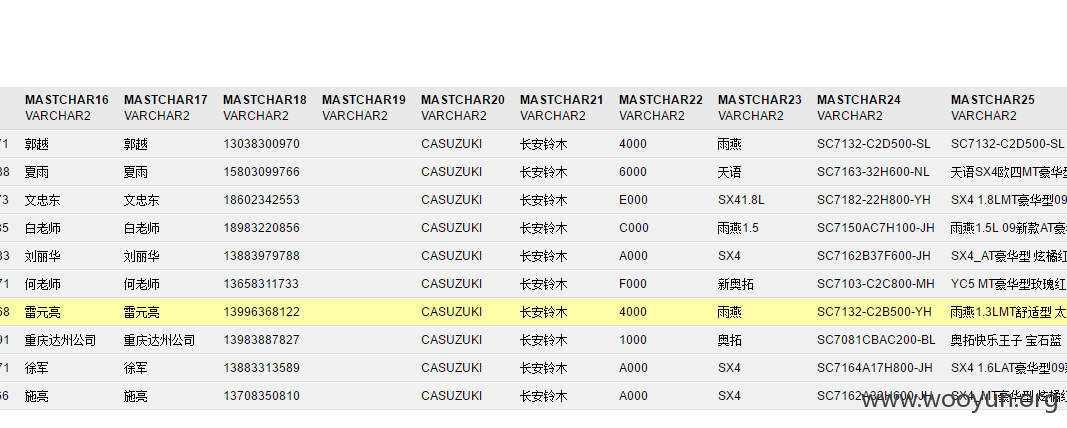 MASTCHAR16 MASTCHAR17 MASTCHAR18 MASTCHAR19 MASTCHAR20 MASTCHAR21 MASTCHAR22 MASTCHAR23 MASTCHAR24 MASTCHAR25
VARCHAR2 VARCHAR2 VARCHAR2 VARCHAR2 VARCHAR2 VARCHAR2 VARCHAR2 VARCHAR2 VARCHAR2 VARCHAR2
71 郭越 郭越 13038300970 CASUZUKI 长安铃木 4000 雨燕 SC7132-C2D500-SL SC7132-C2D500-SL
38 夏雨 夏雨 15803099766 CASUZUKI 长安铃木 6000 天语 SC7163-32H600-NL 天语SX4欧四MT豪华型
73 文忠东 文忠东 18602342553 CASUZUKI 长安铃木 E000 SX41.8L SC7182-22H800-YH SX4 1.8LMT豪华型09
35 白老师 白老师 18983220856 CASUZUKI 长安铃木 C000 雨燕1.5 SC7150AC7H100-JH 雨燕1.5L 09新款AT豪
33 刘丽华 刘丽华 13883979788 CASUZUKI 长安铃木 A000 SX4 SC7162B37F600-JH SX4_AT豪华型 炫橘红
71 何老师 何老师 13658311733 CASUZUKI 长安铃木 F000 新奥拓 SC7103-C2C800-MH YC5 MT豪华型玫瑰红
68 雷元亮 雷元亮 13996368122 CASUZUKI 长安铃木 4000 雨燕 SC7132-C2B500-YH 雨燕1.3LMT舒适型 太
91 重庆达州公司 重庆达州公司 13983887827 CASUZUKI 长安铃木 1000 奥拓 SC7081CBAC200-BL 奥拓快乐王子 宝石蓝
71 徐军 徐军 13883313589 CASUZUKI 长安铃木 A000 SX4 SC7164A17H800-JH SX4 1.6LAT豪华型09
66 施亮 施亮 13708350810 CASUZUKI 长安铃木 A000 SX4 SC7162A32H600-JH SX4_MT豪华型 炫橘红
www.wooyun.org